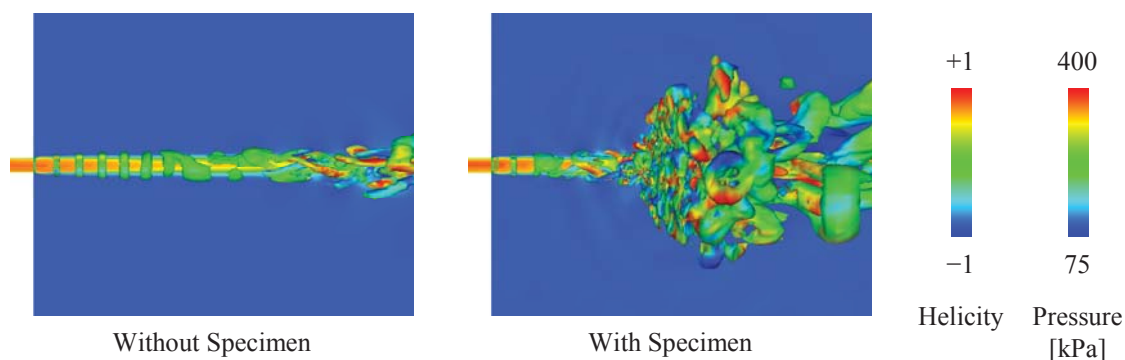 +1 400
−1 75
Helicity Pressure
[kPa]
Without Specimen With Specimen